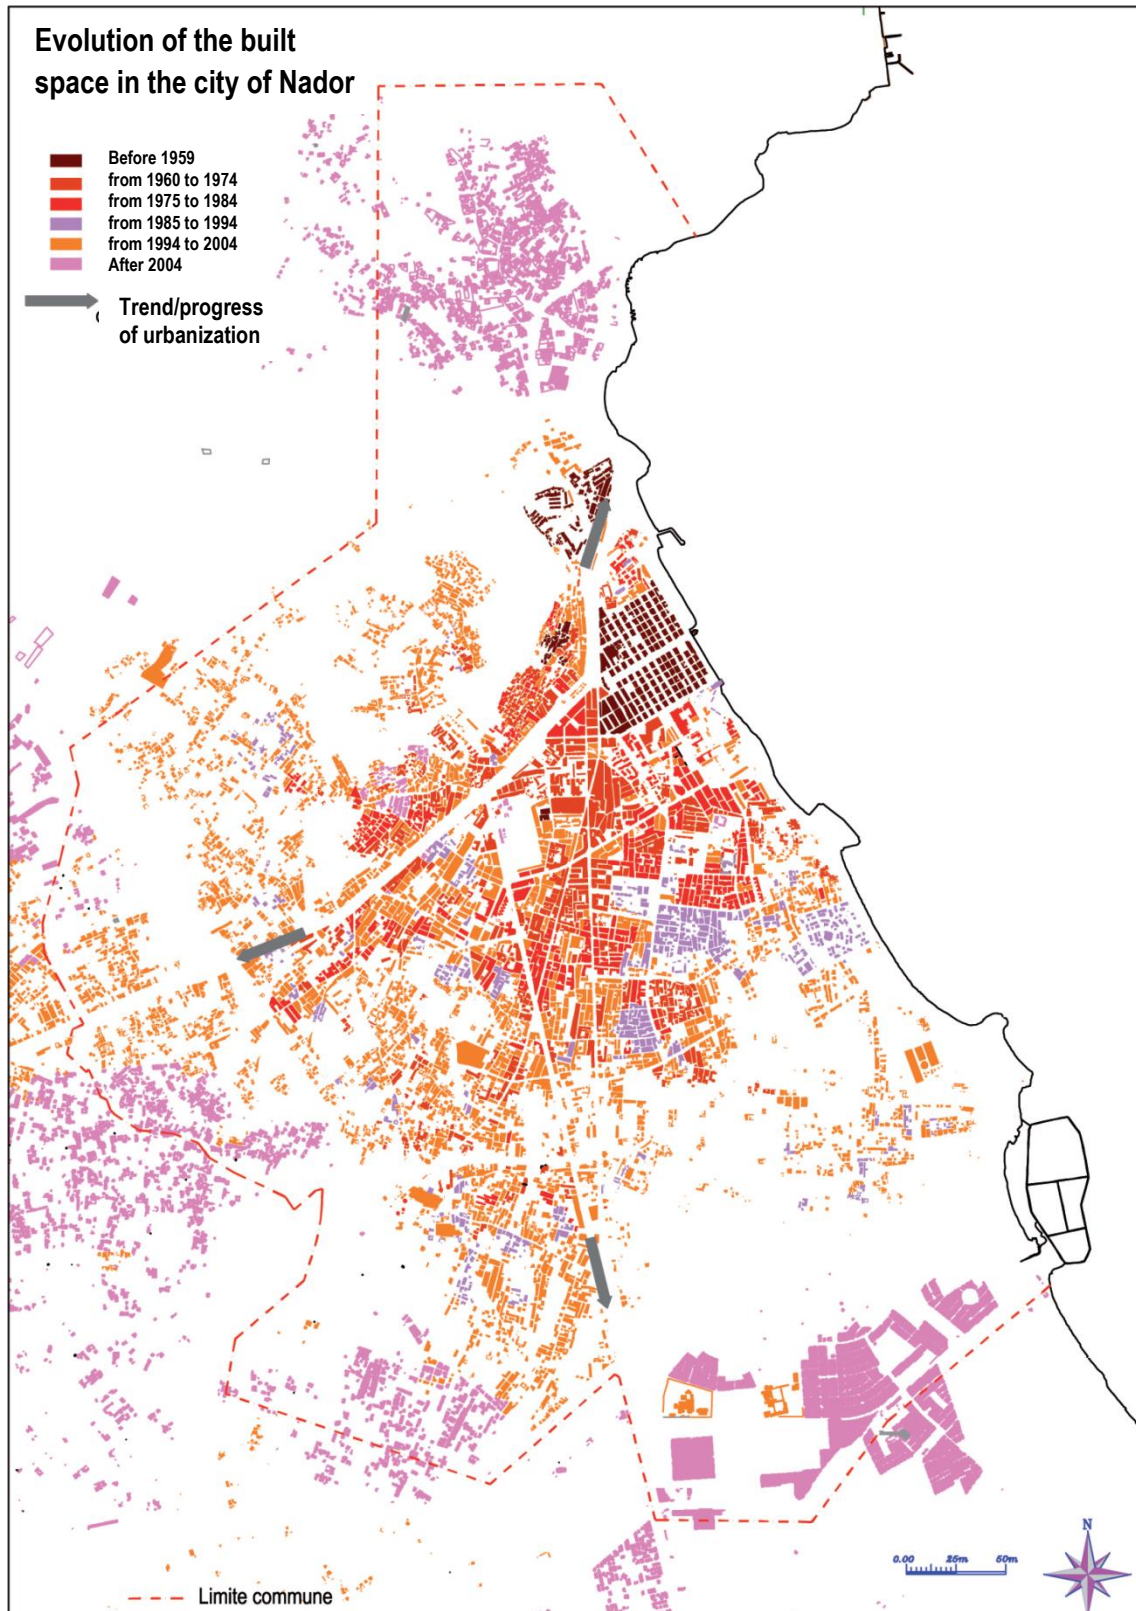 Evolution of the built
space in the city of Nador
Before 1959
from 1960 to 1974
from 1975 to 1984
from 1985 to 1994
from 1994 to 2004
After 2004
Trend/progress
of urbanization
0.00 25m 50m
N
Limite commune